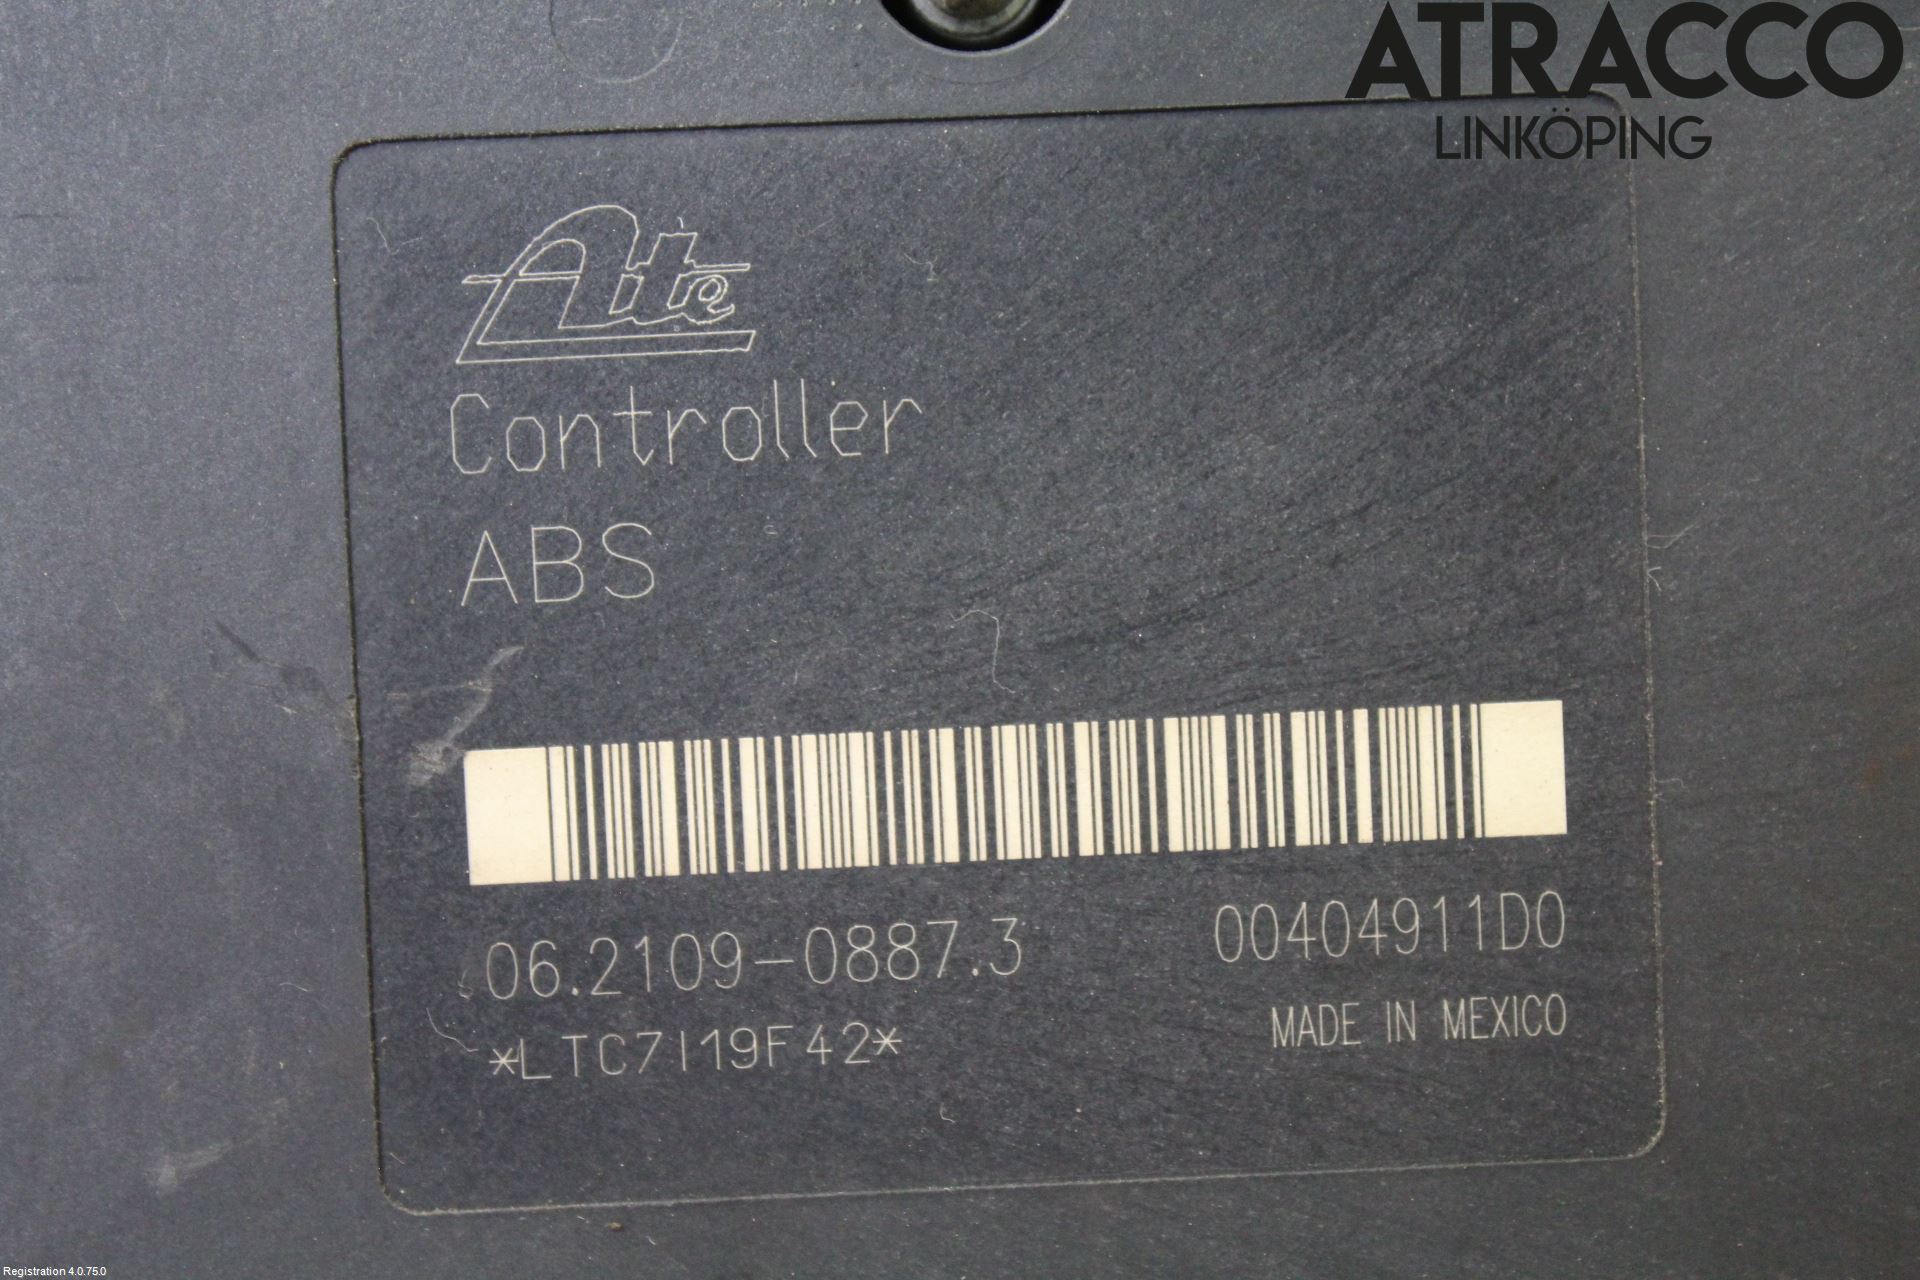 ATRACCO
LINKÖPING
Ate
Controller
ABS
06.2109-0887.3
00404911D0
*LTC7I19F42*
MADE IN MEXICO
Registration 4.0.75.0